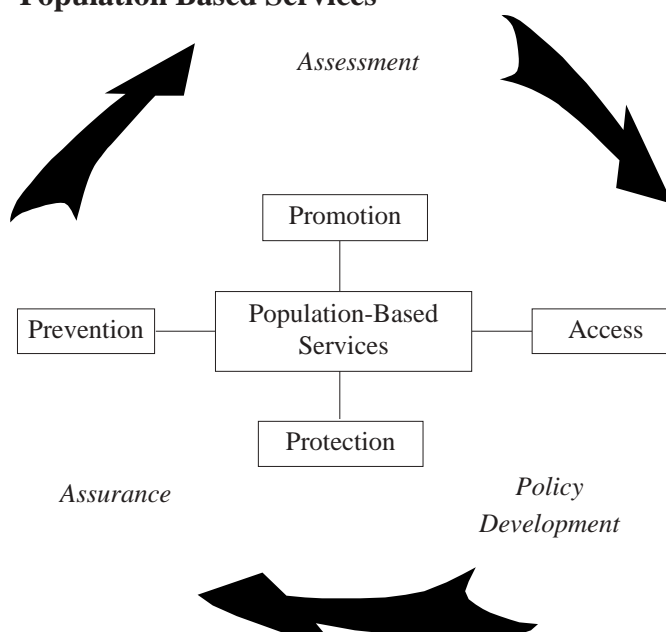 Population-Based Services
Assessment
Promotion
Prevention
Population-Based
Services
Access
Protection
Assurance
Policy
Development